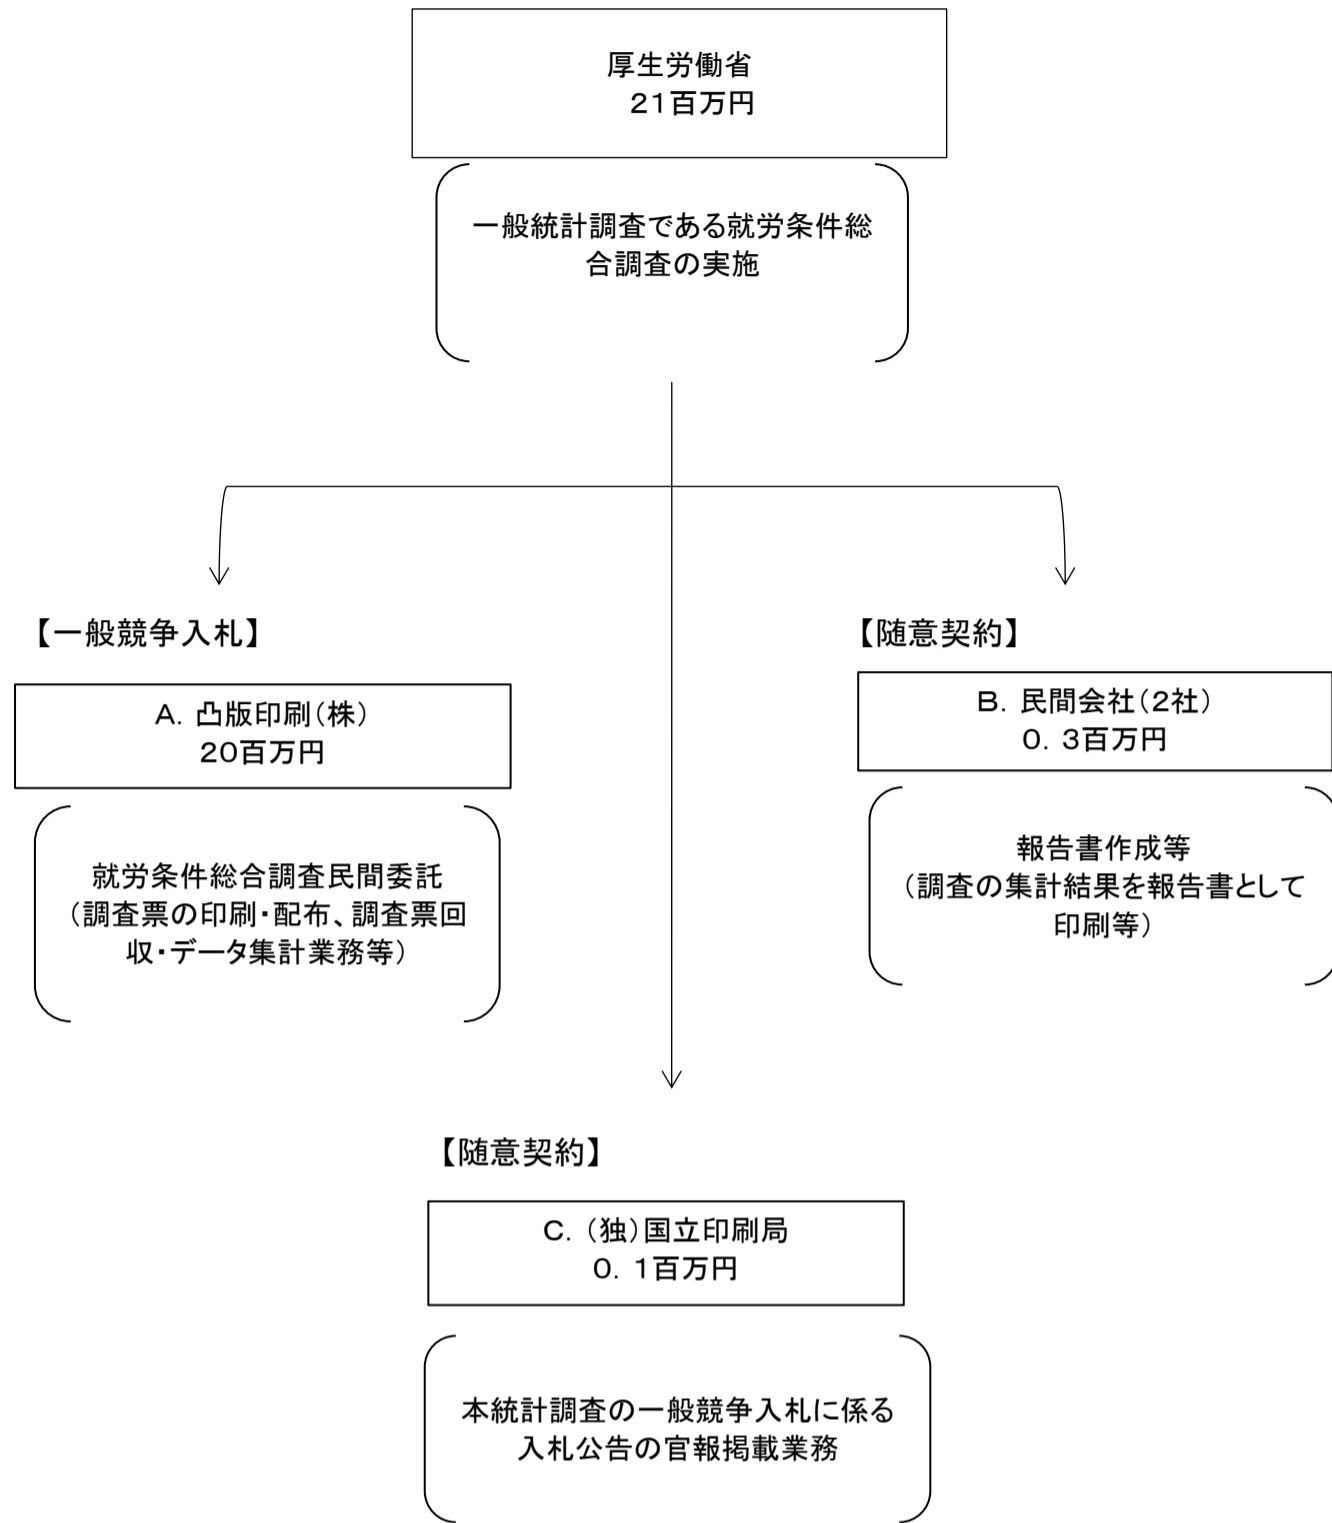 厚生労働省
21百万円
一般統計調査である就労条件総
合調査の実施
【一般競争入札】
A．凸版印刷（株）
20百万円
就労条件総合調査民間委託
（調査票の印刷・配布、調査票回
収・データ集計業務等）
【随意契約】
B．民間会社（2社）
0．3百万円
報告書作成等
（調査の集計結果を報告書として
印刷等）
【随意契約】
C．（独）国立印刷局
0．1百万円
本統計調査の一般競争入札に係る
入札公告の官報掲載業務